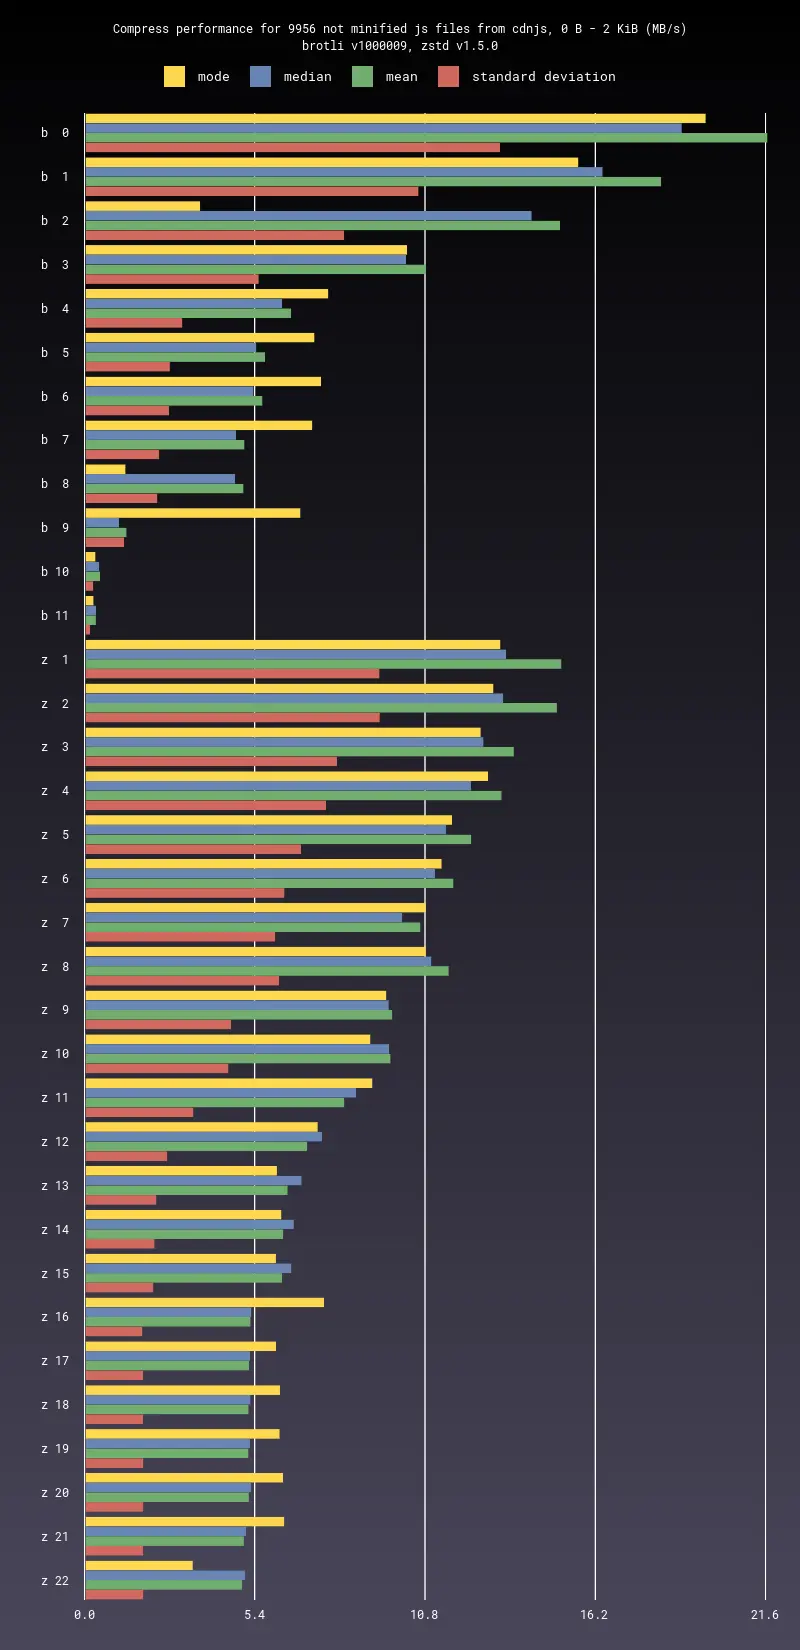 Compress performance for 9956 not minified js files from cdnjs, 0 B - 2 KiB (MB/s)
brotli v1000009, zstd v1.5.0
mode median mean standard deviation
b 0
b 1
b 2
b 3
b 4
b 5
b 6
b 7
b 8
b 9
b 10
b 11
z 1
z 2
z 3
z 4
z 5
z 6
z 7
z 8
z 9
z 10
z 11
z 12
z 13
z 14
z 15
z 16
z 17
z 18
z 19
z 20
z 21
z 22
0.0 5.4 10.8 16.2 21.6